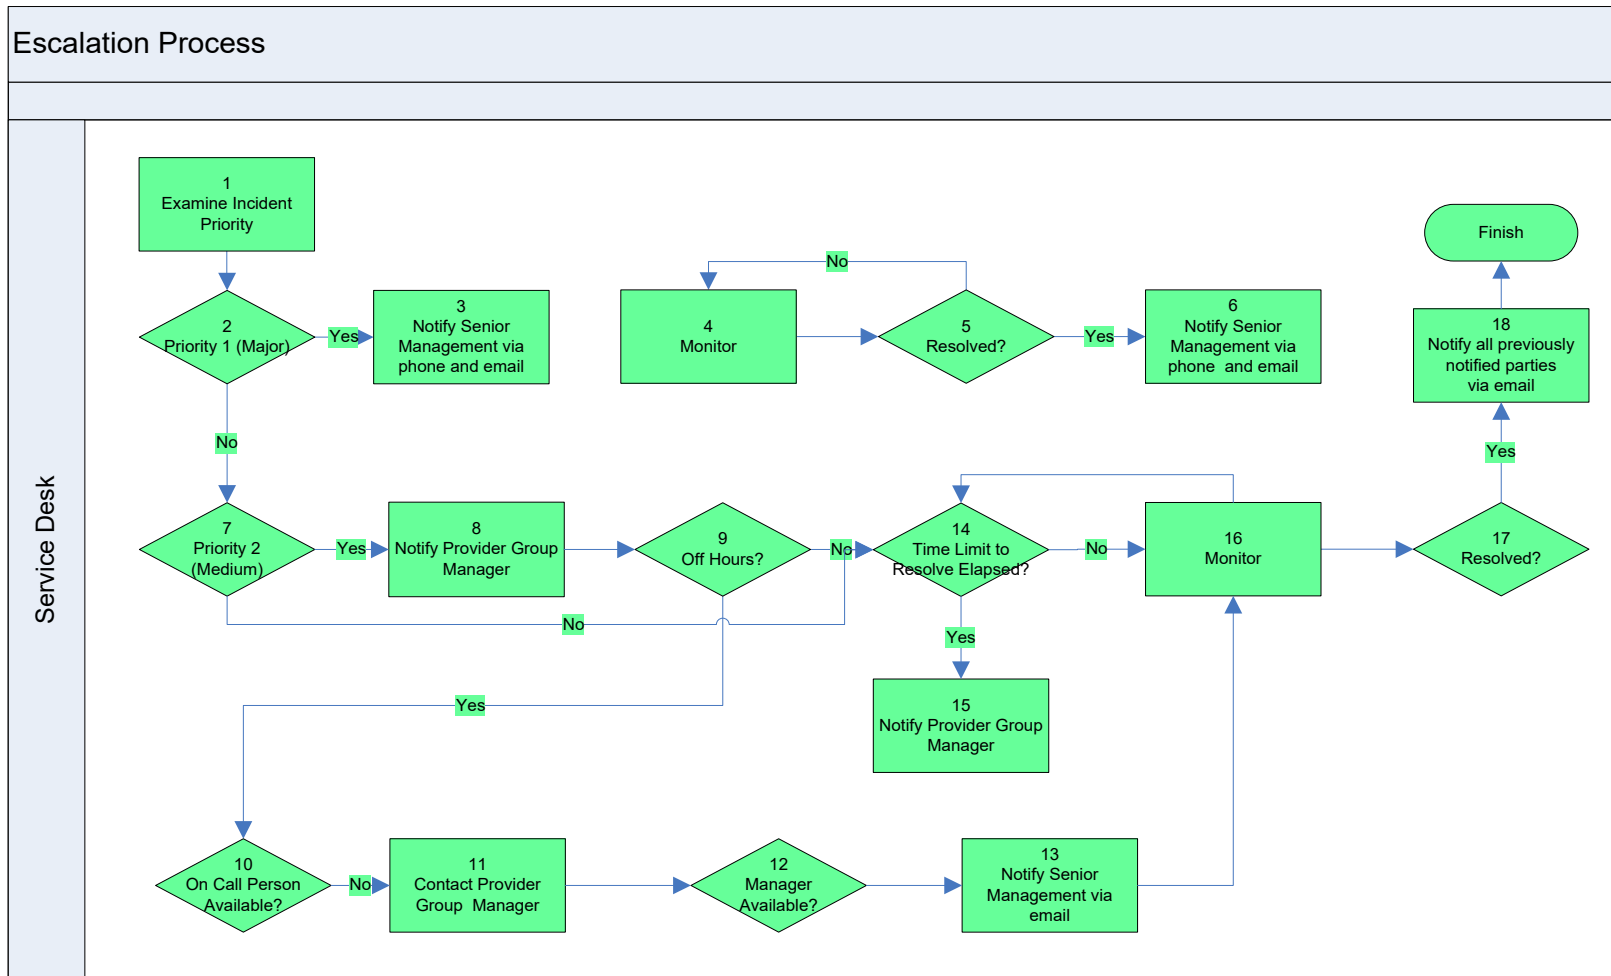 Escalation Process
Service Desk
1
Examine Incident
Priority
2
Priority 1 (Major)
Yes
3
Notify Senior
Management via
phone and email
No
4
Monitor
5
Resolved?
No
Yes
6
Notify Senior
Management via
phone  and email
Finish
18
Notify all previously
notified parties
via email
Yes
7
Priority 2
(Medium)
Yes
8
Notify Provider Group
Manager
9
Off Hours?
No
14
Time Limit to
Resolve Elapsed?
No
16
Monitor
17
Resolved?
No
Yes
15
Notify Provider Group
Manager
Yes
10
On Call Person
Available?
No
11
Contact Provider
Group  Manager
12
Manager
Available?
13
Notify Senior
Management via
email